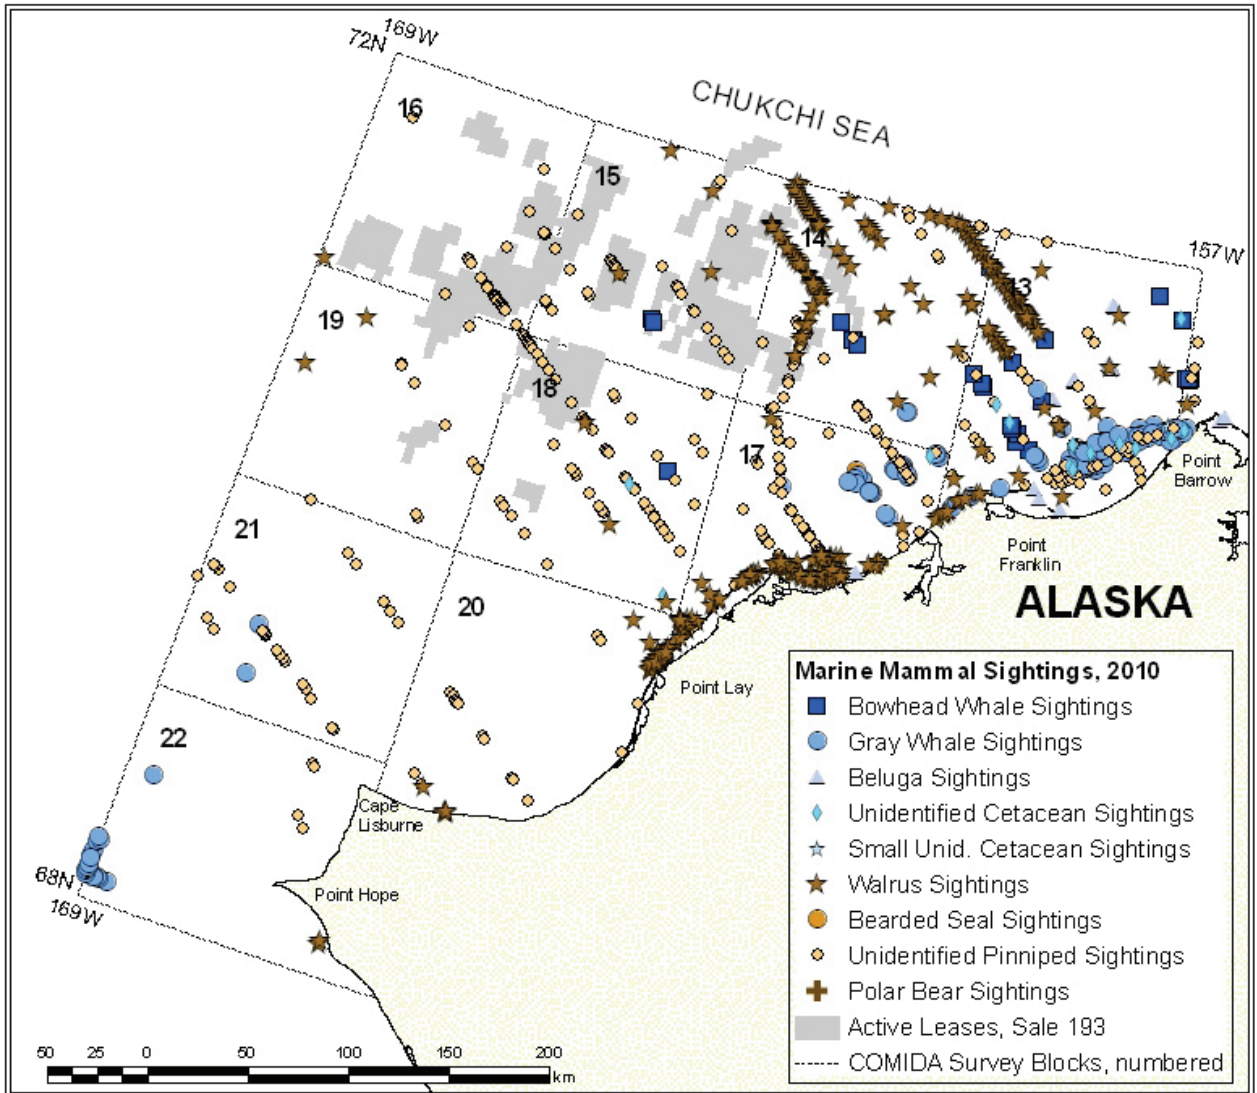 169W
72N
CHUKCHI SEA
16
15
14
157W
13
19
18
17
Point
Barrow
21
Point
Franklin
20
ALASKA
Point Lay
22
Cape
Lisburne
68N
169W
Point Hope
Marine Mammal Sightings, 2010
Bowhead Whale Sightings
Gray Whale Sightings
Beluga Sightings
Unidentified Cetacean Sightings
Small Unid. Cetacean Sightings
Walrus Sightings
Bearded Seal Sightings
Unidentified Pinniped Sightings
Polar Bear Sightings
Active Leases, Sale 193
COMIDA Survey Blocks, numbered
50 25 0 50 100 150 200
km